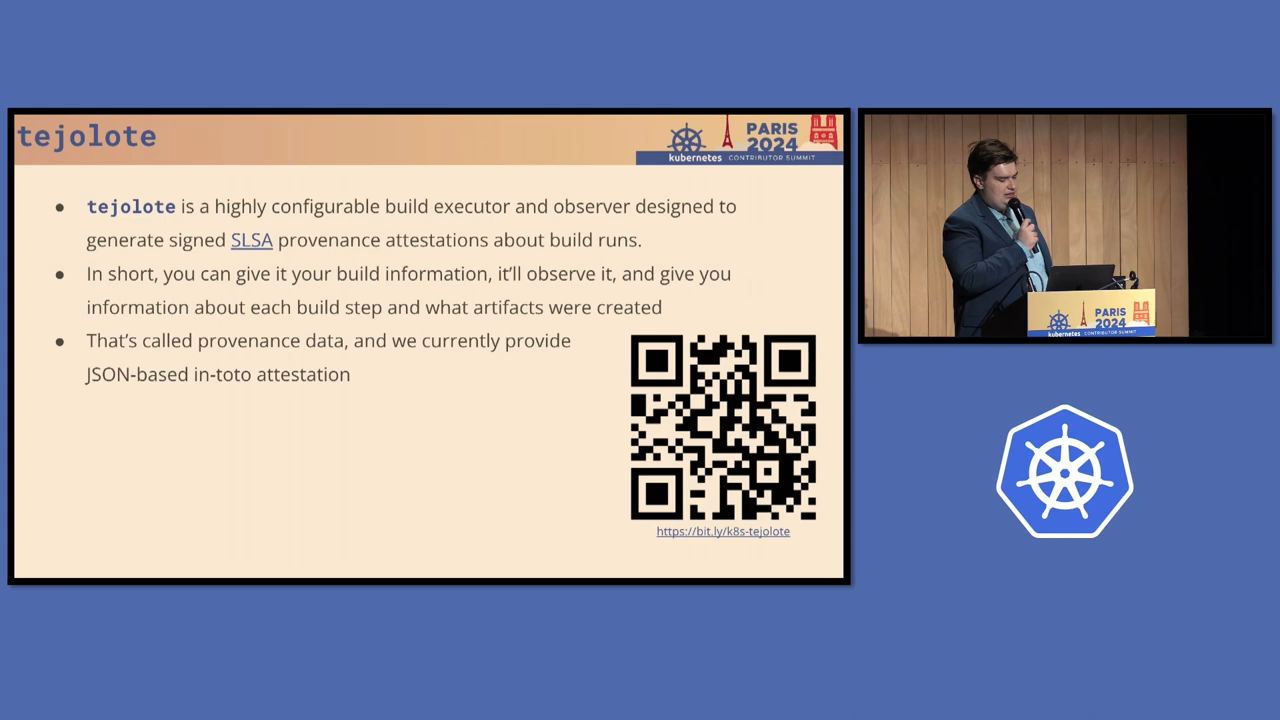 tejolote
PARIS
2024
kubernetes CONTRIBUTOR SUMMIT
● tejolote is a highly configurable build executor and observer designed to
generate signed SLSA provenance attestations about build runs.
● In short, you can give it your build information, it’ll observe it, and give you
information about each build step and what artifacts were created
● That’s called provenance data, and we currently provide
JSON-based in-toto attestation
https://bit.ly/k8s-tejolote
PARIS
2024
kubernetes CONTRIBUTOR SUMMIT